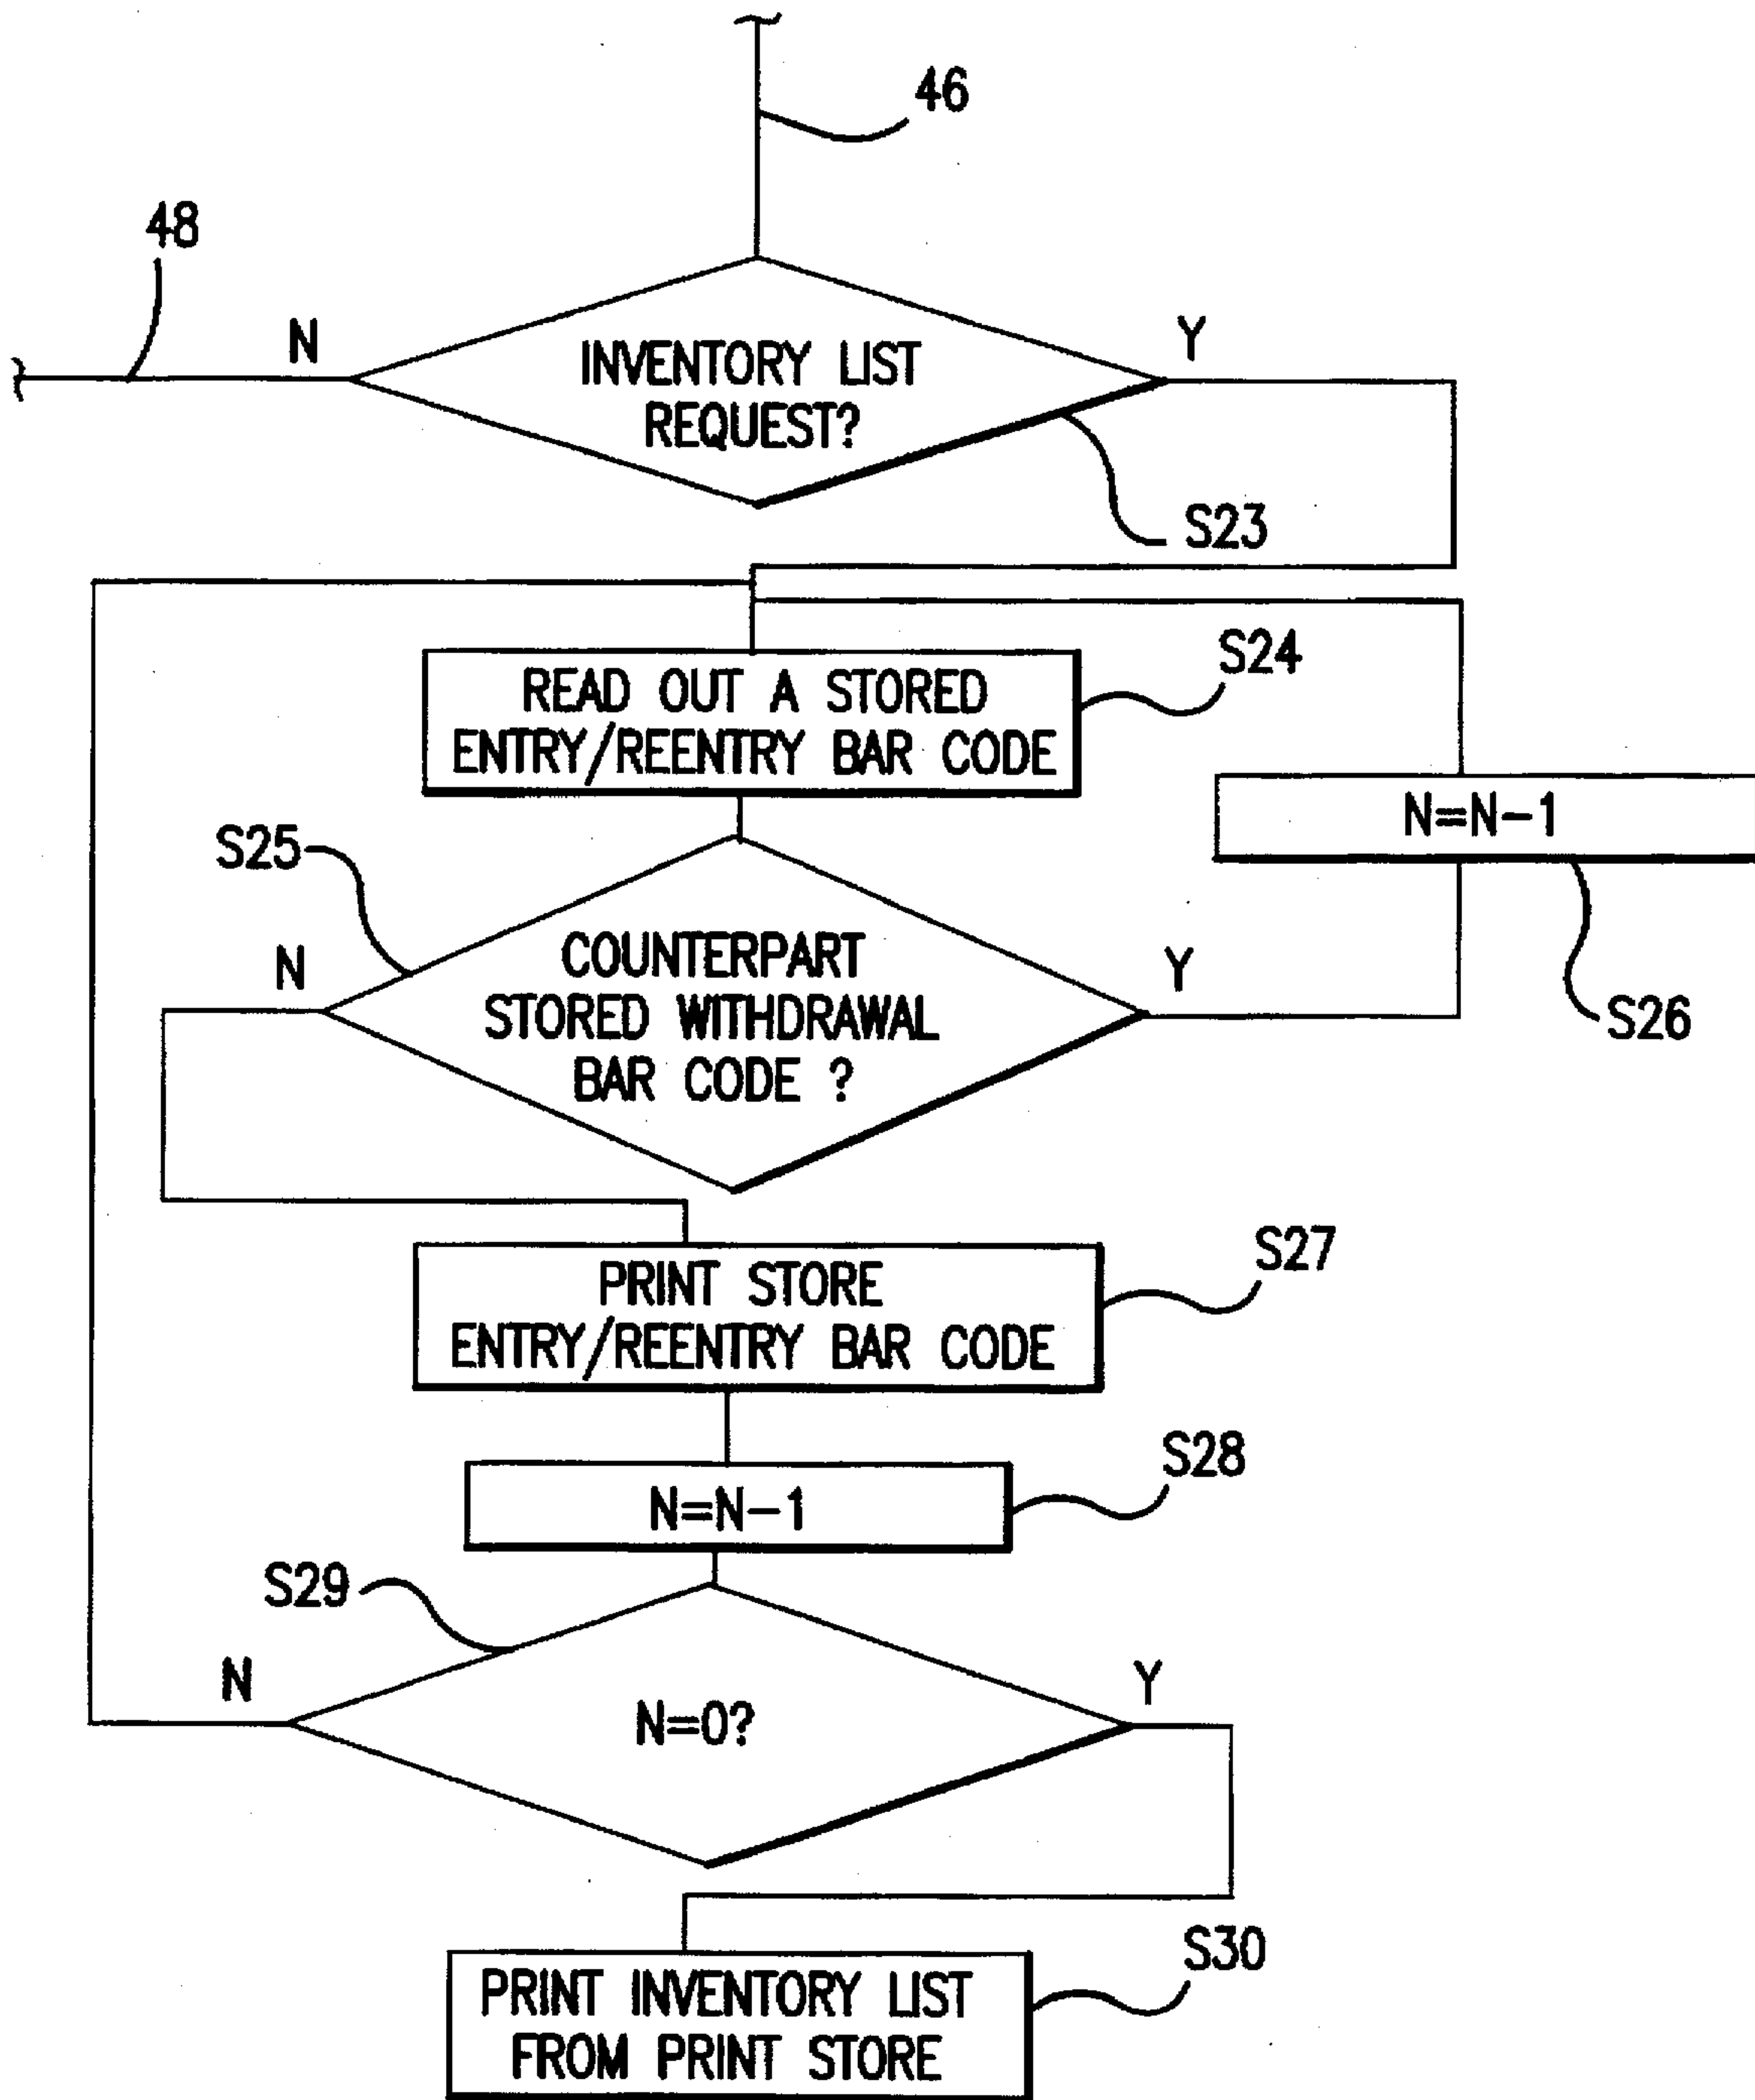 46
48
N
Y
INVENTORY LIST
REQUEST?
S23
S24
READ OUT A STORED
ENTRY/REENTRY BAR CODE
N=N-1
S25
S26
N
Y
COUNTERPART
STORED WITHDRAWAL
BAR CODE ?
S27
PRINT STORE
ENTRY/REENTRY BAR CODE
S28
N=N-1
S29
N
Y
N=0?
S30
PRINT INVENTORY LIST
FROM PRINT STORE